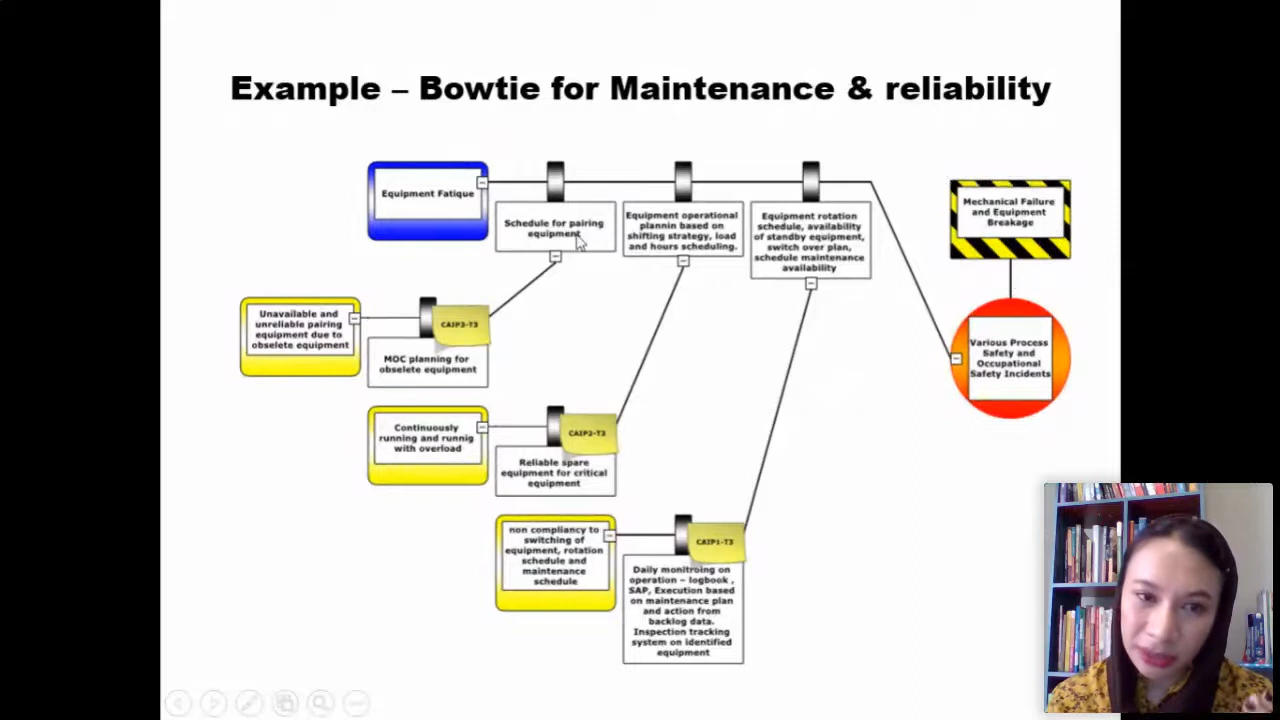 Example – Bowtie for Maintenance & reliability
Equipment Fatique
Schedule for pairing
equipment
Equipment operational
plannin based on
shifting strategy, load
and hours scheduling.
Equipment rotation
schedule, availability
of standby equipment,
switch over plan,
schedule maintenance
availability
Mechanical Failure
and Equipment
Breakage
Unavailable and
unreliable pairing
equipment due to
obselete equipment
CAIP3-T3
MOC planning for
obselete equipment
Various Process
Safety and
Occupational
Safety Incidents
Continuously
running and runnig
with overload
CAIP2-T3
Reliable spare
equipment for critical
equipment
non compliancy to
switching of
equipment, rotation
schedule and
maintenance
schedule
CAIP1-T3
Daily monitroing on
operation – logbook ,
SAP, Execution based
on maintenance plan
and action from
backlog data.
Inspection tracking
system on identified
equipment